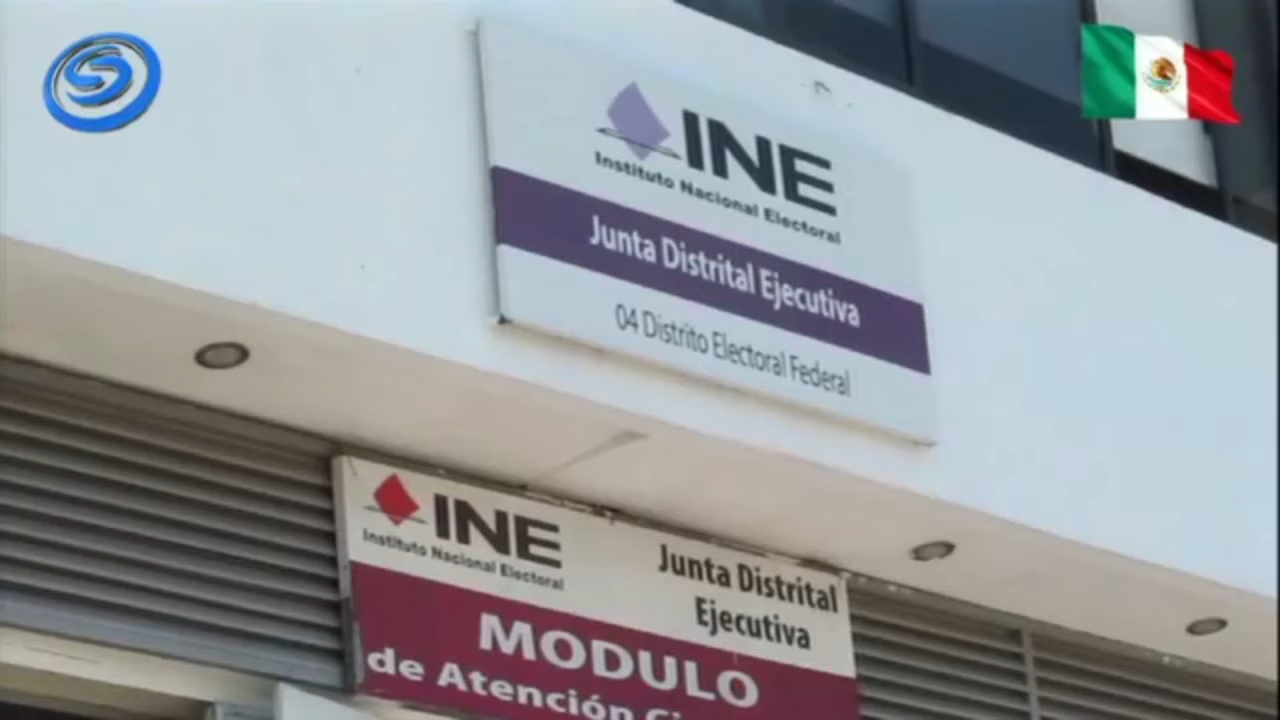 INE
Instituto Nacional Electoral
Junta Distrital Ejecutiva
04 Distrito Electoral Federal
INE
Instituto Nacional Electoral
Junta Distrital
Ejecutiva
MODULO
de Atención